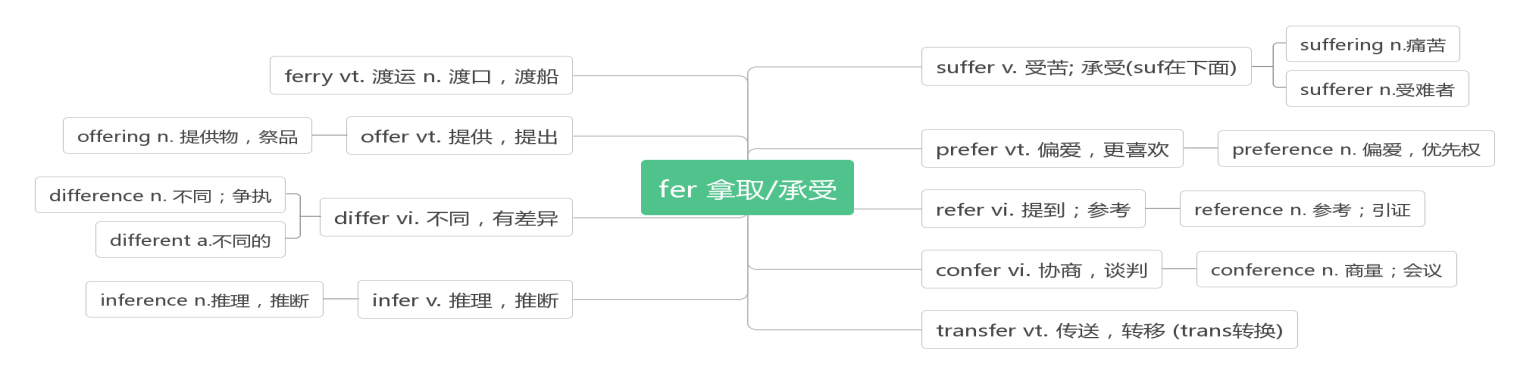 fer 拿取/承受
suffer v. 受苦; 承受(suf在下面)
suffering n.痛苦
sufferer n.受难者
prefer vt. 偏爱，更喜欢
preference n. 偏爱，优先权
refer vi. 提到；参考
reference n. 参考；引证
confer vi. 协商，谈判
conference n. 商量；会议
transfer vt. 传送，转移 (trans转换)
ferry vt. 渡运 n. 渡口，渡船
offer vt. 提供，提出
offering n. 提供物，祭品
differ vi. 不同，有差异
difference n. 不同；争执
different a.不同的
infer v. 推理，推断
inference n.推理，推断